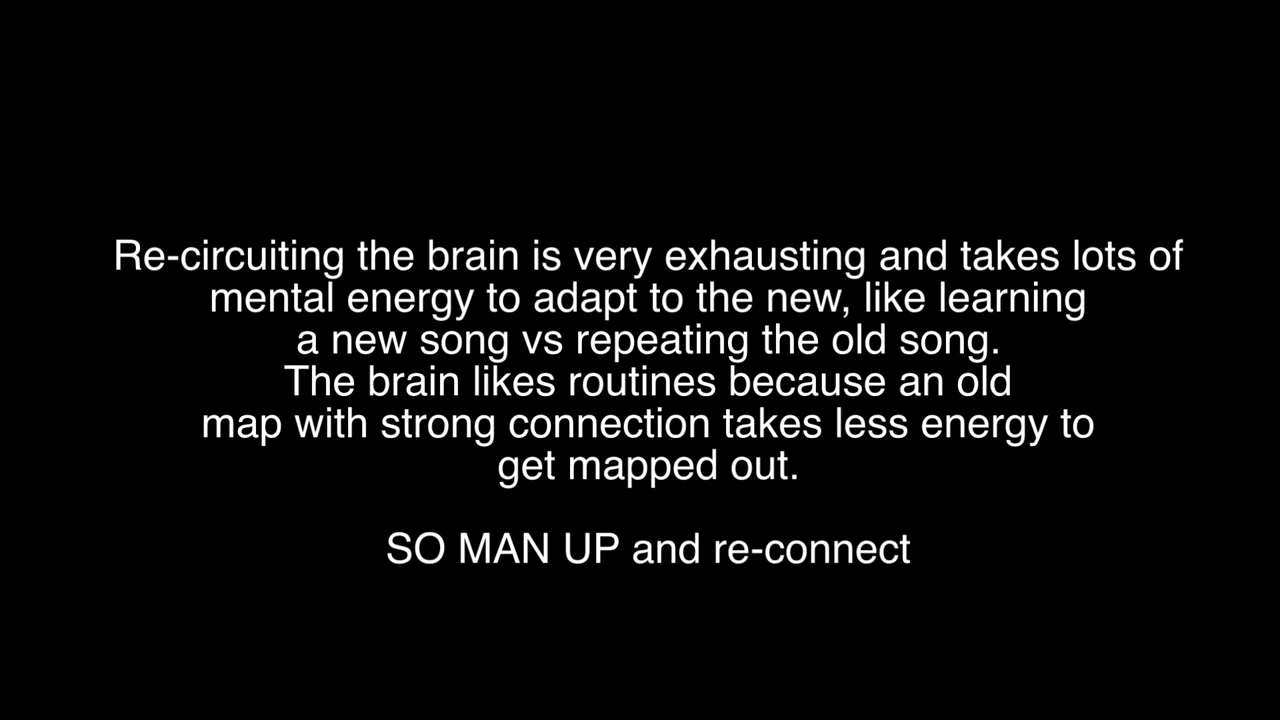 Re-circuiting the brain is very exhausting and takes lots of
mental energy to adapt to the new, like learning
a new song vs repeating the old song.
The brain likes routines because an old
map with strong connection takes less energy to
get mapped out.
SO MAN UP and re-connect